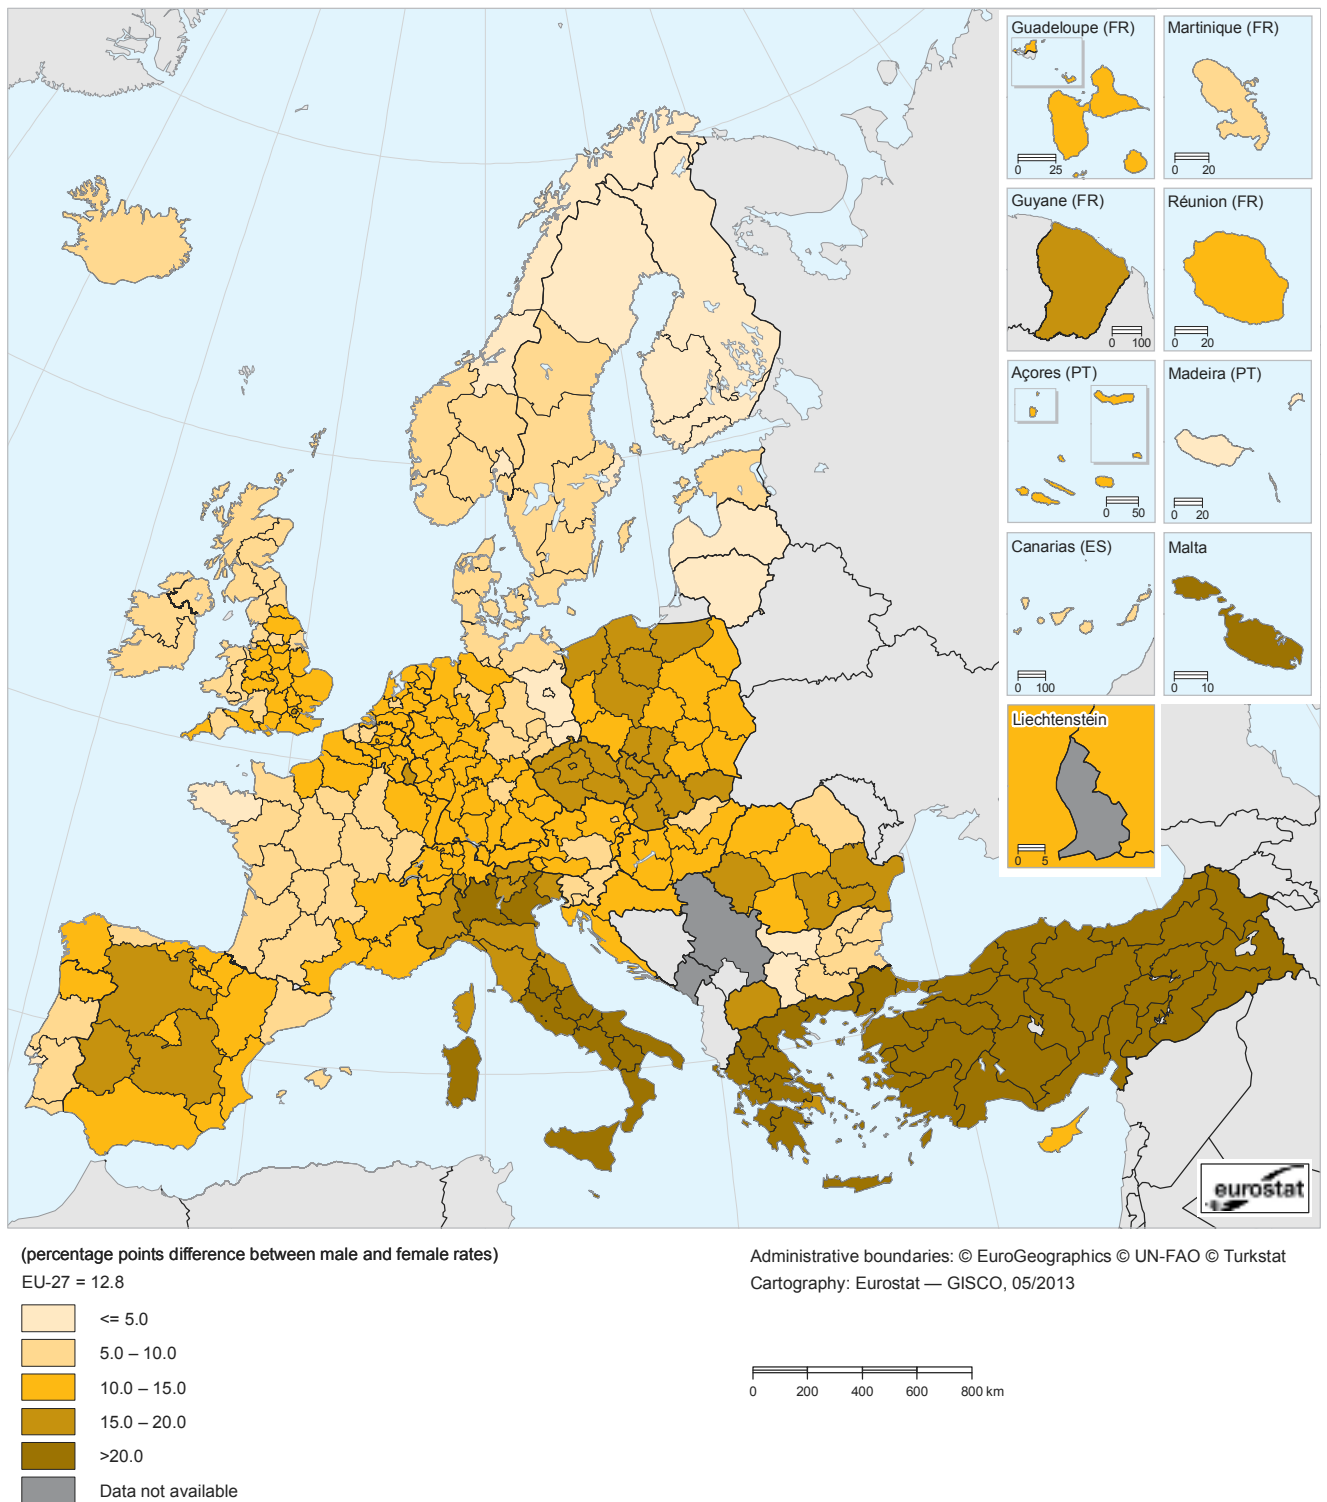 Guadeloupe (FR)
0 25
Martinique (FR)
0 20
Guyane (FR)
0 100
Réunion (FR)
0 20
Açores (PT)
0 50
Madeira (PT)
0 20
Canarias (ES)
0 100
Malta
0 10
Liechtenstein
0 5
eurostat
(percentage points difference between male and female rates)
EU-27 = 12.8
<= 5.0
5.0 – 10.0
10.0 – 15.0
15.0 – 20.0
>20.0
Data not available
Administrative boundaries: © EuroGeographics © UN-FAO © Turkstat
Cartography: Eurostat — GISCO, 05/2013
0 200 400 600 800 km